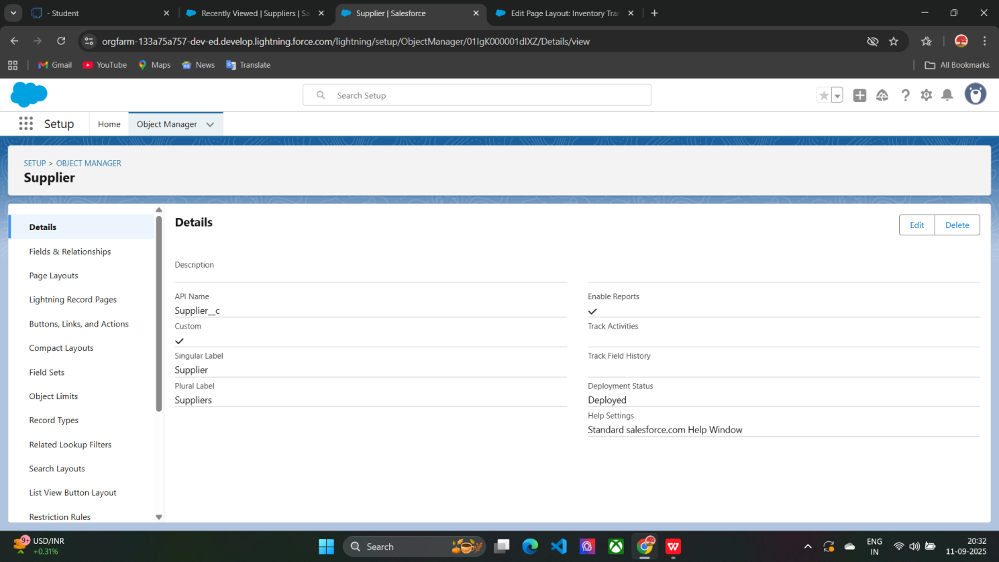 - Student
Recently Viewed | Suppliers | Sa
Supplier | Salesforce
Edit Page Layout: Inventory Tran
orgfarm-133a75a757-dev-ed.develop.lightning.force.com/lightning/setup/ObjectManager/01IgK000001dIXZ/Details/view
Gmail
YouTube
Maps
News
Translate
All Bookmarks
Search Setup
Setup
Home
Object Manager
SETUP > OBJECT MANAGER
Supplier
Details
Fields & Relationships
Page Layouts
Lightning Record Pages
Buttons, Links, and Actions
Compact Layouts
Field Sets
Object Limits
Record Types
Related Lookup Filters
Search Layouts
List View Button Layout
Restriction Rules
Details
Edit
Delete
Description
API Name
Supplier__c
Custom
Singular Label
Supplier
Plural Label
Suppliers
Enable Reports
Track Activities
Track Field History
Deployment Status
Deployed
Help Settings
Standard salesforce.com Help Window
9+
USD/INR
+0.31%
Search
ENG
IN
20:32
11-09-2025